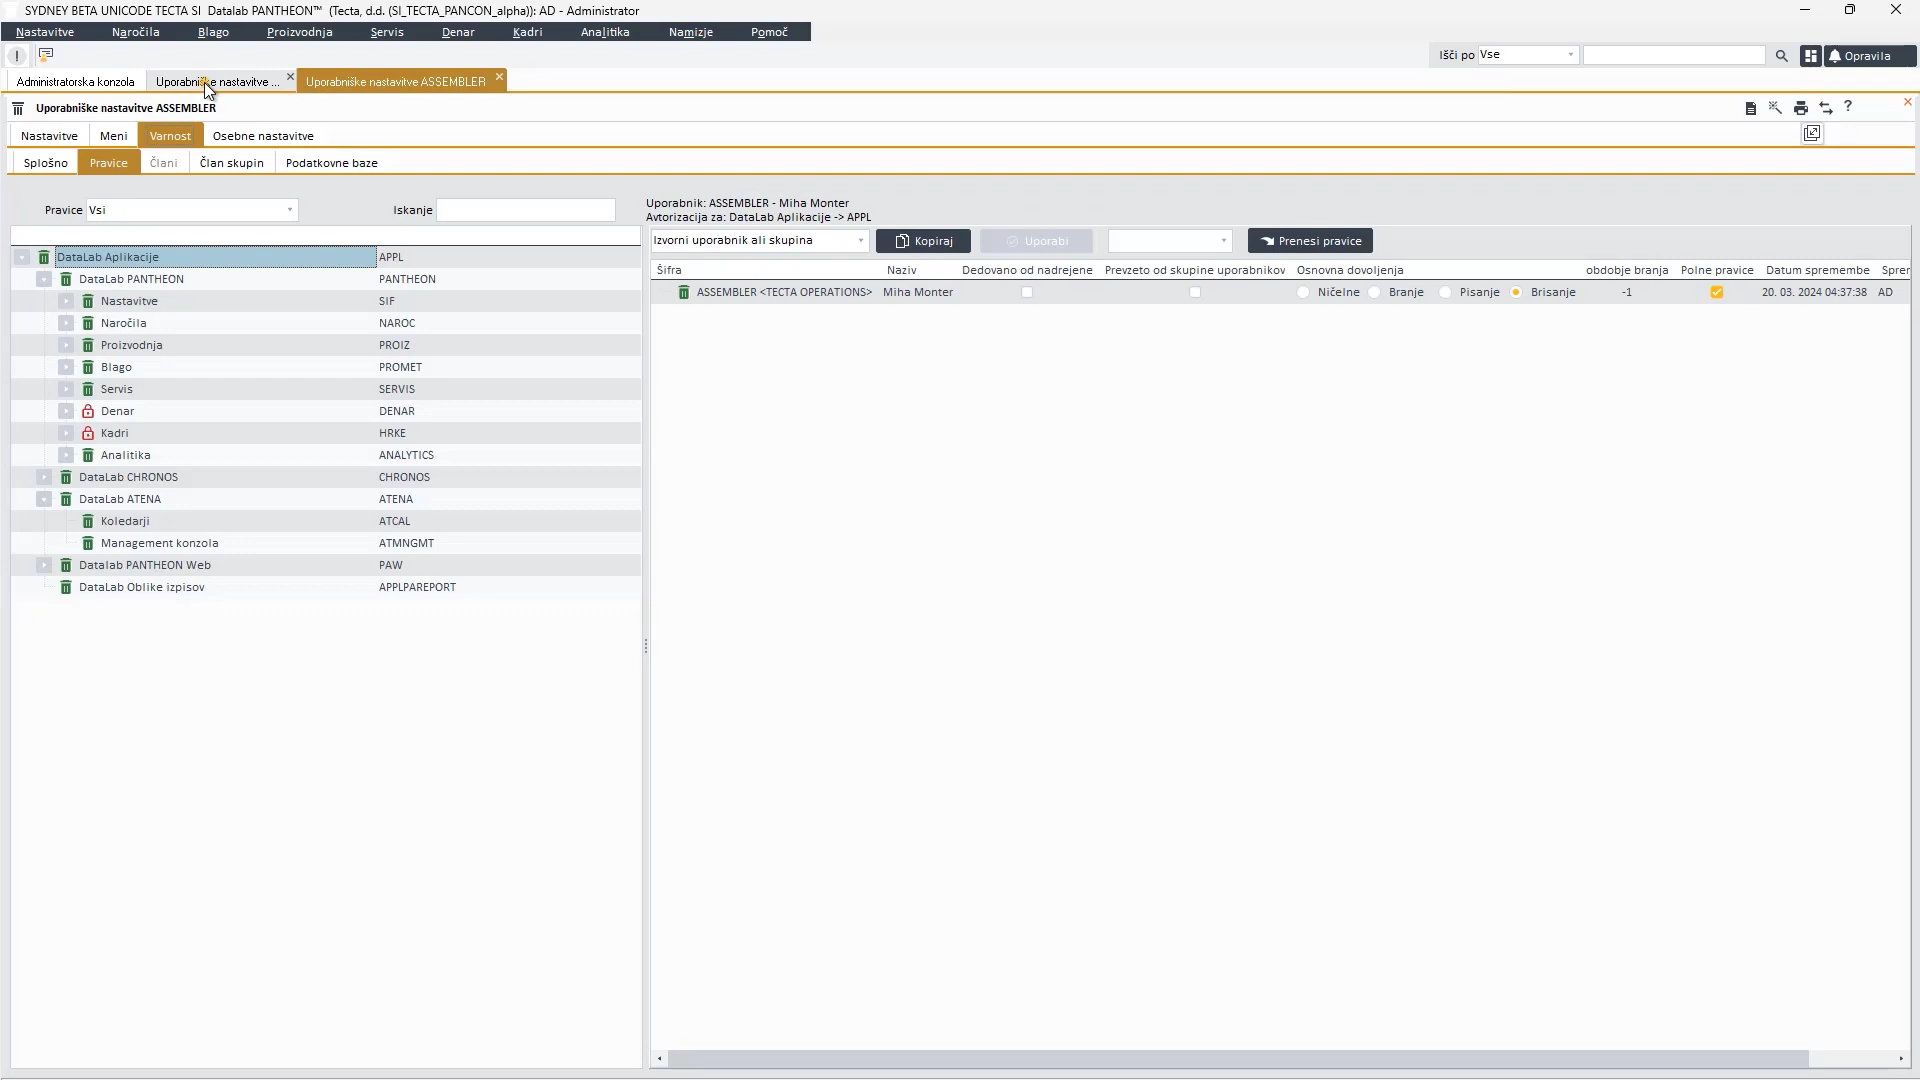 SYDNEY BETA UNICODE TECTA SI Datalab PANTHEON™ (Tecta, d.d. (SI_TECTA_PANCON_alpha)): AD - Administrator
Nastavitve Naročila Blago Proizvodnja Servis Denar Kadri Analitika Namizje Pomoč
Išči po Vse Opravila
Administratorska konzola Uporabniške nastavitve ... Uporabniške nastavitve ASSEMBLER
Uporabniške nastavitve ASSEMBLER
Nastavitve Meni Varnost Osebne nastavitve
Splošno Pravice Člani Član skupin Podatkovne baze
Pravice Vsi Iskanje
Uporabnik: ASSEMBLER - Miha Monter
Avtorizacija za: DataLab Aplikacije -> APPL
Izvorni uporabnik ali skupina Kopiraj Uporabi Prenesi pravice
Šifra Naziv Dedovano od nadrejene Prevzeto od skupine uporabnikov Osnovna dovoljenja obdobje branja Polne pravice Datum spremembe Sprer
ASSEMBLER <TECTA OPERATIONS> Miha Monter Ničelne Branje Pisanje Brisanje -1 20. 03. 2024 04:37:38 AD
DataLab Aplikacije APPL
DataLab PANTHEON PANTHEON
Nastavitve SIF
Naročila NAROC
Proizvodnja PROIZ
Blago PROMET
Servis SERVIS
Denar DENAR
Kadri HRKE
Analitika ANALYTICS
DataLab CHRONOS CHRONOS
DataLab ATENA ATENA
Koledarji ATCAL
Management konzola ATMNGMT
Datalab PANTHEON Web PAW
DataLab Oblike izpisov APPLPAREPORT